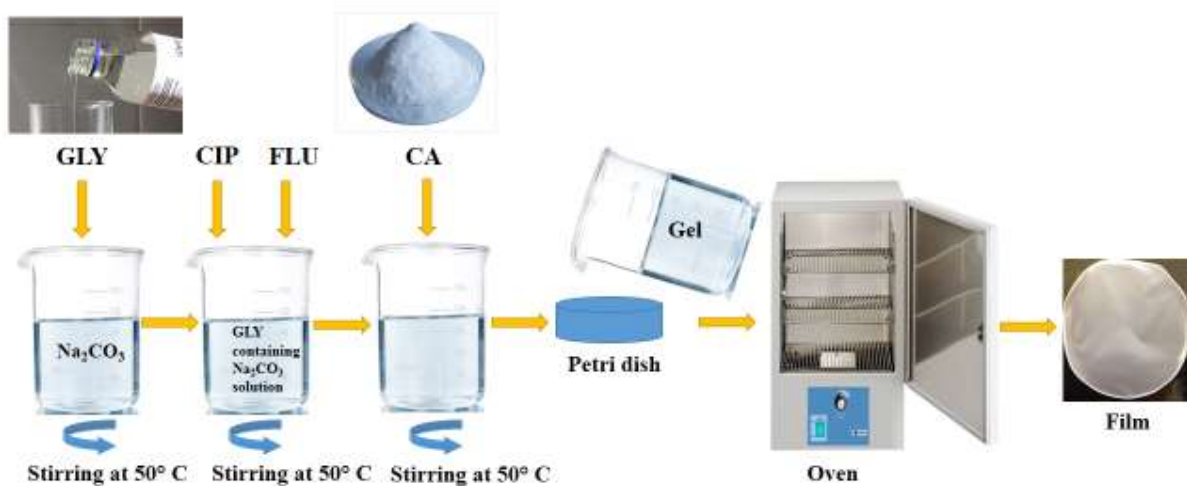 GLY
CIP
FLU
CA
Na₂CO₃
GLY
containing
Na₂CO₃
solution
Gel
Petri dish
Stirring at 50° C
Stirring at 50° C
Stirring at 50° C
Oven
Film